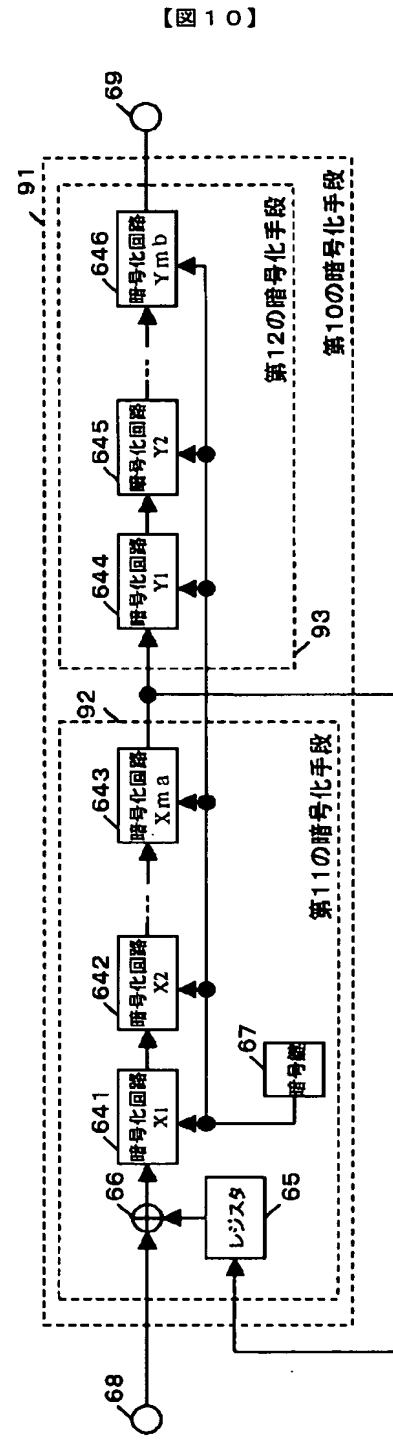 【図10】
91
69
646
暗号化回路
Ymb
645
暗号化回路
Y2
644
暗号化回路
Y1
第12の暗号化手段
第10の暗号化手段
93
92
643
暗号化回路
Xma
642
暗号化回路
X2
641
暗号化回路
X1
第11の暗号化手段
67
暗号鍵
66
65
レジスタ
68